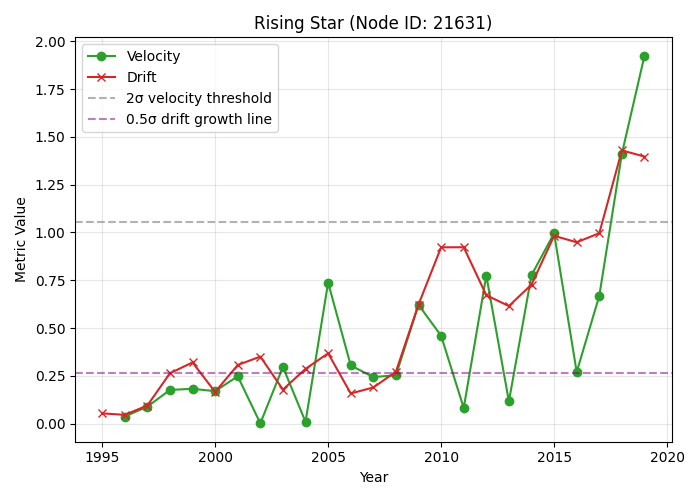 Rising Star (Node ID: 21631)
Velocity
Drift
2σ velocity threshold
0.5σ drift growth line
Metric Value
2.00
1.75
1.50
1.25
1.00
0.75
0.50
0.25
0.00
1995 2000 2005 2010 2015 2020
Year